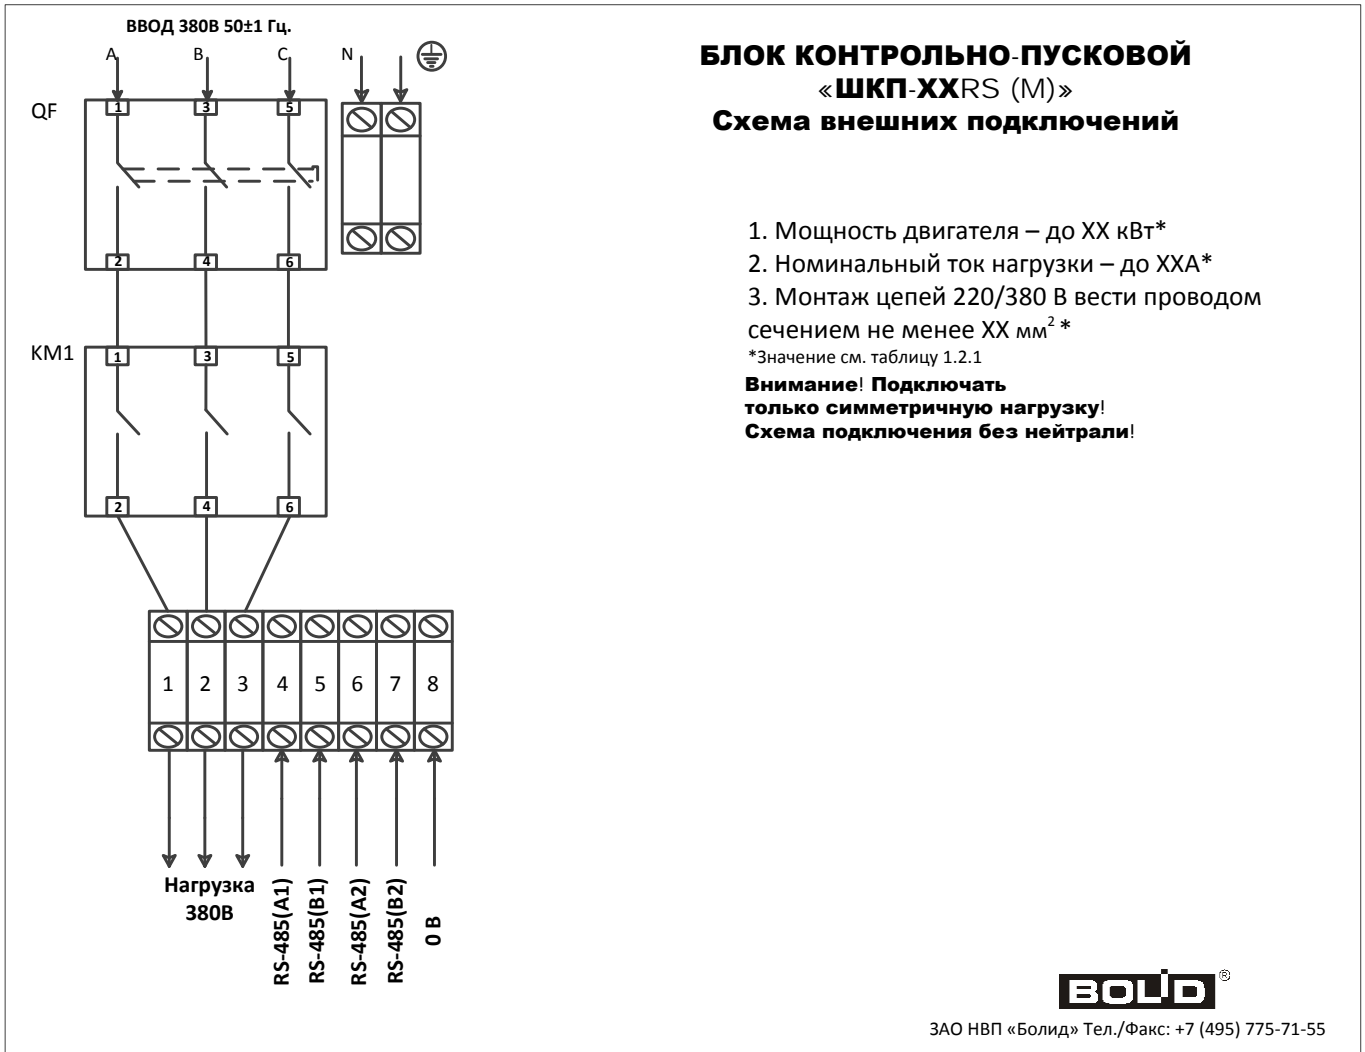 ВВОД 380В 50±1 Гц.
A B C N
QF
1 3 5
2 4 6
KM1
1 3 5
2 4 6
1 2 3 4 5 6 7 8
Нагрузка
380В
RS-485(A1)
RS-485(B1)
RS-485(A2)
RS-485(B2)
0 В
БЛОК КОНТРОЛЬНО-ПУСКОВОЙ
«ШКП-ХХRS (M)»
Схема внешних подключений
1. Мощность двигателя – до ХХ кВт*
2. Номинальный ток нагрузки – до ХХА*
3. Монтаж цепей 220/380 В вести проводом
сечением не менее ХХ мм² *
*Значение см. таблицу 1.2.1
Внимание! Подключать
только симметричную нагрузку!
Схема подключения без нейтрали!
BOLID®
ЗАО НВП «Болид» Тел./Факс: +7 (495) 775-71-55